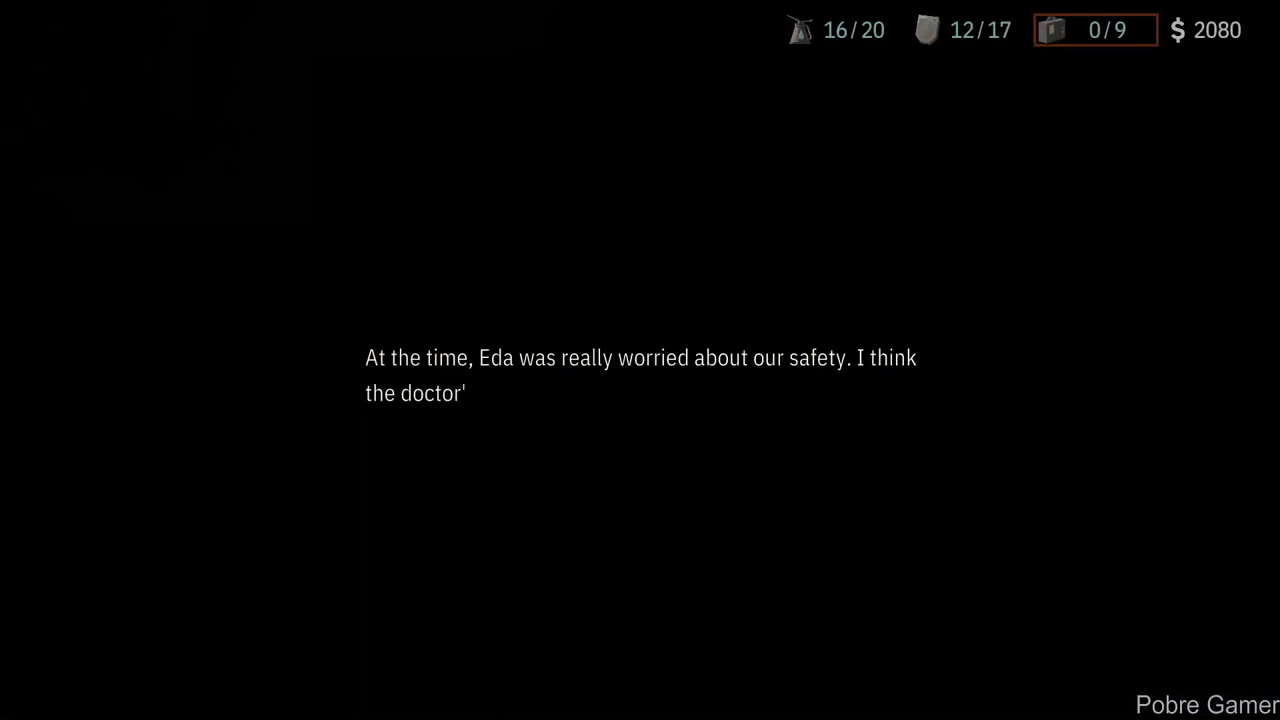 16/20 12/17 0/9 $ 2080
At the time, Eda was really worried about our safety. I think
the doctor'
Pobre Gamer